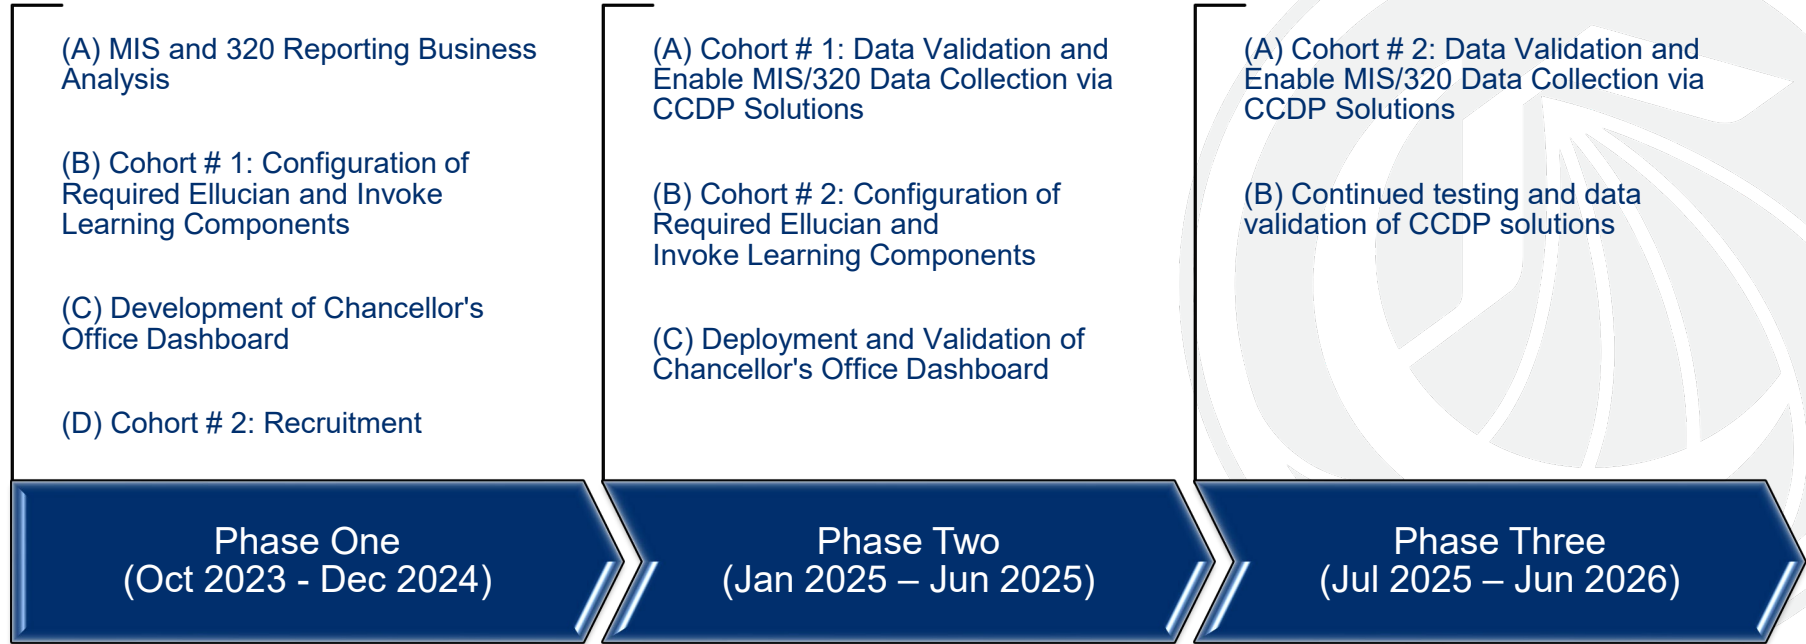 (A) MIS and 320 Reporting Business
Analysis
(B) Cohort # 1: Configuration of
Required Ellucian and Invoke
Learning Components
(C) Development of Chancellor's
Office Dashboard
(D) Cohort # 2: Recruitment
Phase One
(Oct 2023 - Dec 2024)
(A) Cohort # 1: Data Validation and
Enable MIS/320 Data Collection via
CCDP Solutions
(B) Cohort # 2: Configuration of
Required Ellucian and
Invoke Learning Components
(C) Deployment and Validation of
Chancellor's Office Dashboard
Phase Two
(Jan 2025 – Jun 2025)
(A) Cohort # 2: Data Validation and
Enable MIS/320 Data Collection via
CCDP Solutions
(B) Continued testing and data
validation of CCDP solutions
Phase Three
(Jul 2025 – Jun 2026)